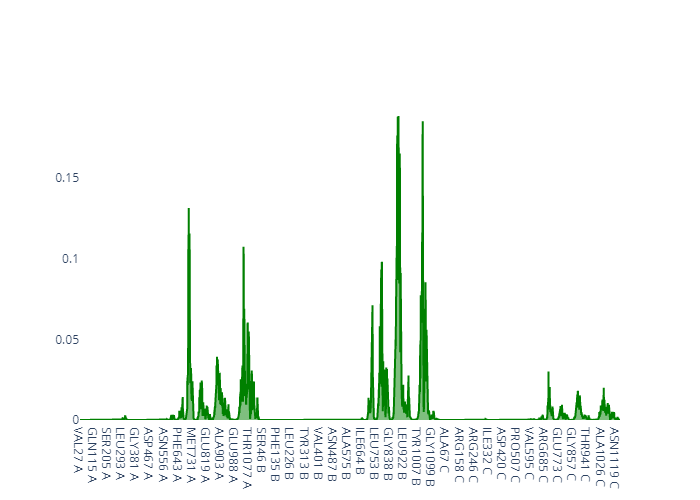 0.15
0.1
0.05
0
VAL27 A
GLN115 A
SER205 A
LEU293 A
GLY381 A
ASP467 A
ASN556 A
PHE643 A
MET731 A
GLU819 A
ALA903 A
GLU988 A
THR1077 A
SER46 B
PHE135 B
LEU226 B
TYR313 B
VAL401 B
ASN487 B
ALA575 B
ILE664 B
LEU753 B
GLY838 B
LEU922 B
TYR1007 B
GLY1099 B
ALA67 C
ARG158 C
ARG246 C
ILE332 C
ASP420 C
PRO507 C
VAL595 C
ARG685 C
GLU773 C
GLY857 C
THR941 C
ALA1026 C
ASN1119 C